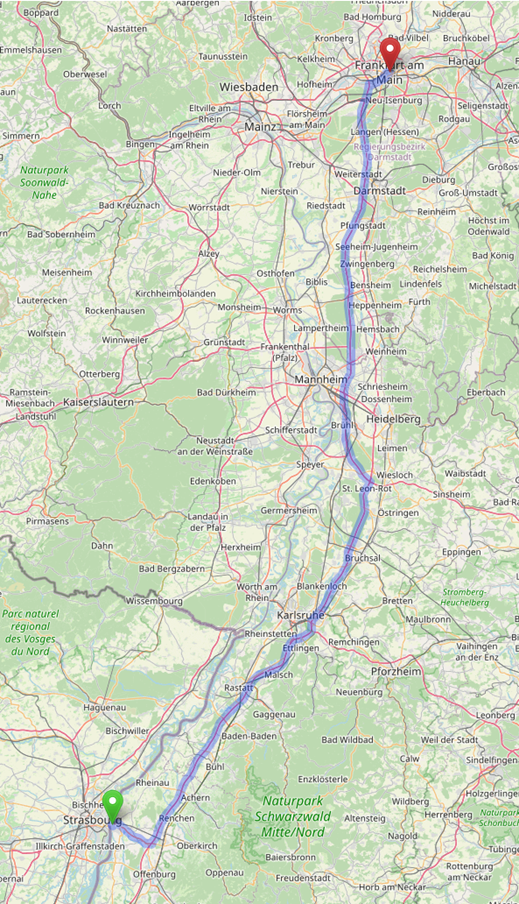 Boppard
Aarbergen
Idstein
Friedrichsdorf
Bad Homburg
Nidderau
Nastätten
Kronberg
Bad Vilbel
Bruchköbel
Emmelshausen
Taunusstein
Kelkheim
Frankfurt am
Main
Hanau
Oberwesel
Hofheim
Wiesbaden
Neu-Isenburg
Lorch
Eltville am
Rhein
Flörsheim
am Main
Seligenstadt
Rodgau
Mainz
Langen (Hessen)
Simmern
Bingen
Ingelheim
am Rhein
Regierungsbezirk
Darmstadt
Trebur
Naturpark
Soonwald-
Nahe
Nieder-Olm
Weiterstadt
Dieburg
Nierstein
Darmstadt
Groß-Umstadt
Bad Kreuznach
Wörrstadt
Riedstadt
Reinheim
Höchst im
Odenwald
Bad Sobernheim
Pfungstadt
Alzey
Seeheim-Jugenheim
Bad König
Zwingenberg
Meisenheim
Osthofen
Biblis
Bensheim
Reichelsheim
Lindenfels
Michelstadt
Lauterecken
Kirchheimbolanden
Rockenhausen
Monsheim
Worms
Heppenheim
Fürth
Wolfstein
Winnweiler
Lampertheim
Hemsbach
Grünstadt
Frankenthal
(Pfalz)
Weinheim
Otterberg
Mannheim
Ramstein-
Miesenbach
Landstuhl
Kaiserslautern
Bad Dürkheim
Schriesheim
Dossenheim
Eberbach
Heidelberg
Brühl
Schifferstadt
Neustadt
an der Weinstraße
Leimen
Speyer
Edenkoben
Wiesloch
Waibstadt
St. Leon-Rot
Sinsheim
Pirmasens
Landau in
der Pfalz
Germersheim
Östringen
Dahn
Herxheim
Eppingen
Bruchsal
Bad Bergzabern
Wörth am
Rhein
Blankenloch
Stromberg-
Heuchelberg
Wissembourg
Bretten
Parc naturel
régional
des Vosges
du Nord
Karlsruhe
Maulbronn
Rheinstetten
Remchingen
Ettlingen
Vaihingen
an der Enz
Malsch
Pforzheim
Rastatt
Neuenburg
Haguenau
Gaggenau
Leonberg
Bischwiller
Baden-Baden
Bad Wildbad
Weil der Stadt
Calw
Bühl
Enzklösterle
Rheinau
Achern
Naturpark
Schwarzwald
Mitte/Nord
Wildberg
Strasbourg
Renchen
Altensteig
Herrenberg
Nagold
Illkirch-Graffenstaden
Oberkirch
Baiersbronn
Offenburg
Oppenau
Freudenstadt
Rottenburg
am Neckar
Horb am Neckar